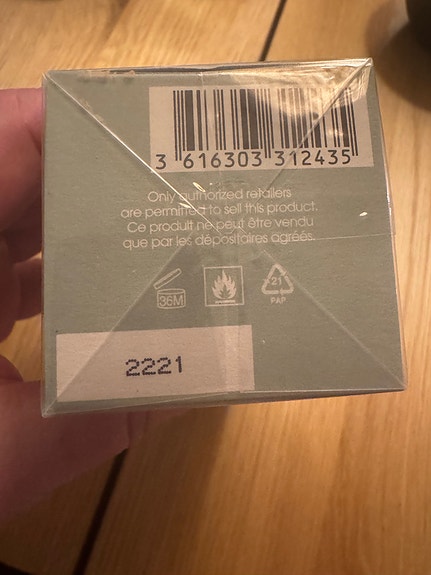 3 616303 312435
Only authorized retailers
are permitted to sell this product.
Ce produit ne peut être vendu
que par les dépositaires agréés.
36M
21
PAP
2221